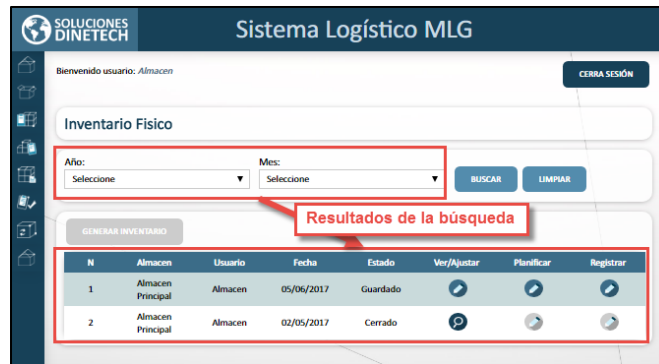 SOLUCIONES
DINETECH
Sistema Logístico MLG
Bienvenido usuario: Almacen
CERRA SESIÓN
Inventario Fisico
Año:
Mes:
Seleccione
Seleccione
BUSCAR
LIMPIAR
Resultados de la búsqueda
GENERAR INVENTARIO
N Almacen Usuario Fecha Estado Ver/Ajustar Planificar Registrar
1 Almacen Principal Almacen 05/06/2017 Guardado
2 Almacen Principal Almacen 02/05/2017 Cerrado